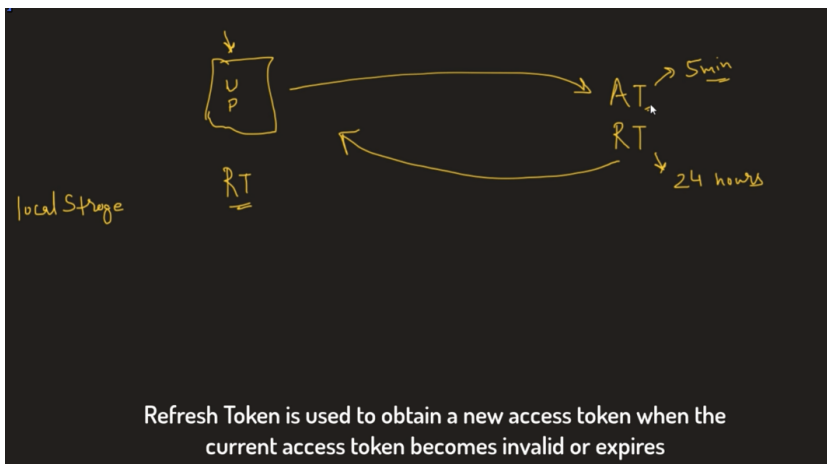 U
P
AT
5min
RT
24 hours
RT
local Stroge
Refresh Token is used to obtain a new access token when the
current access token becomes invalid or expires